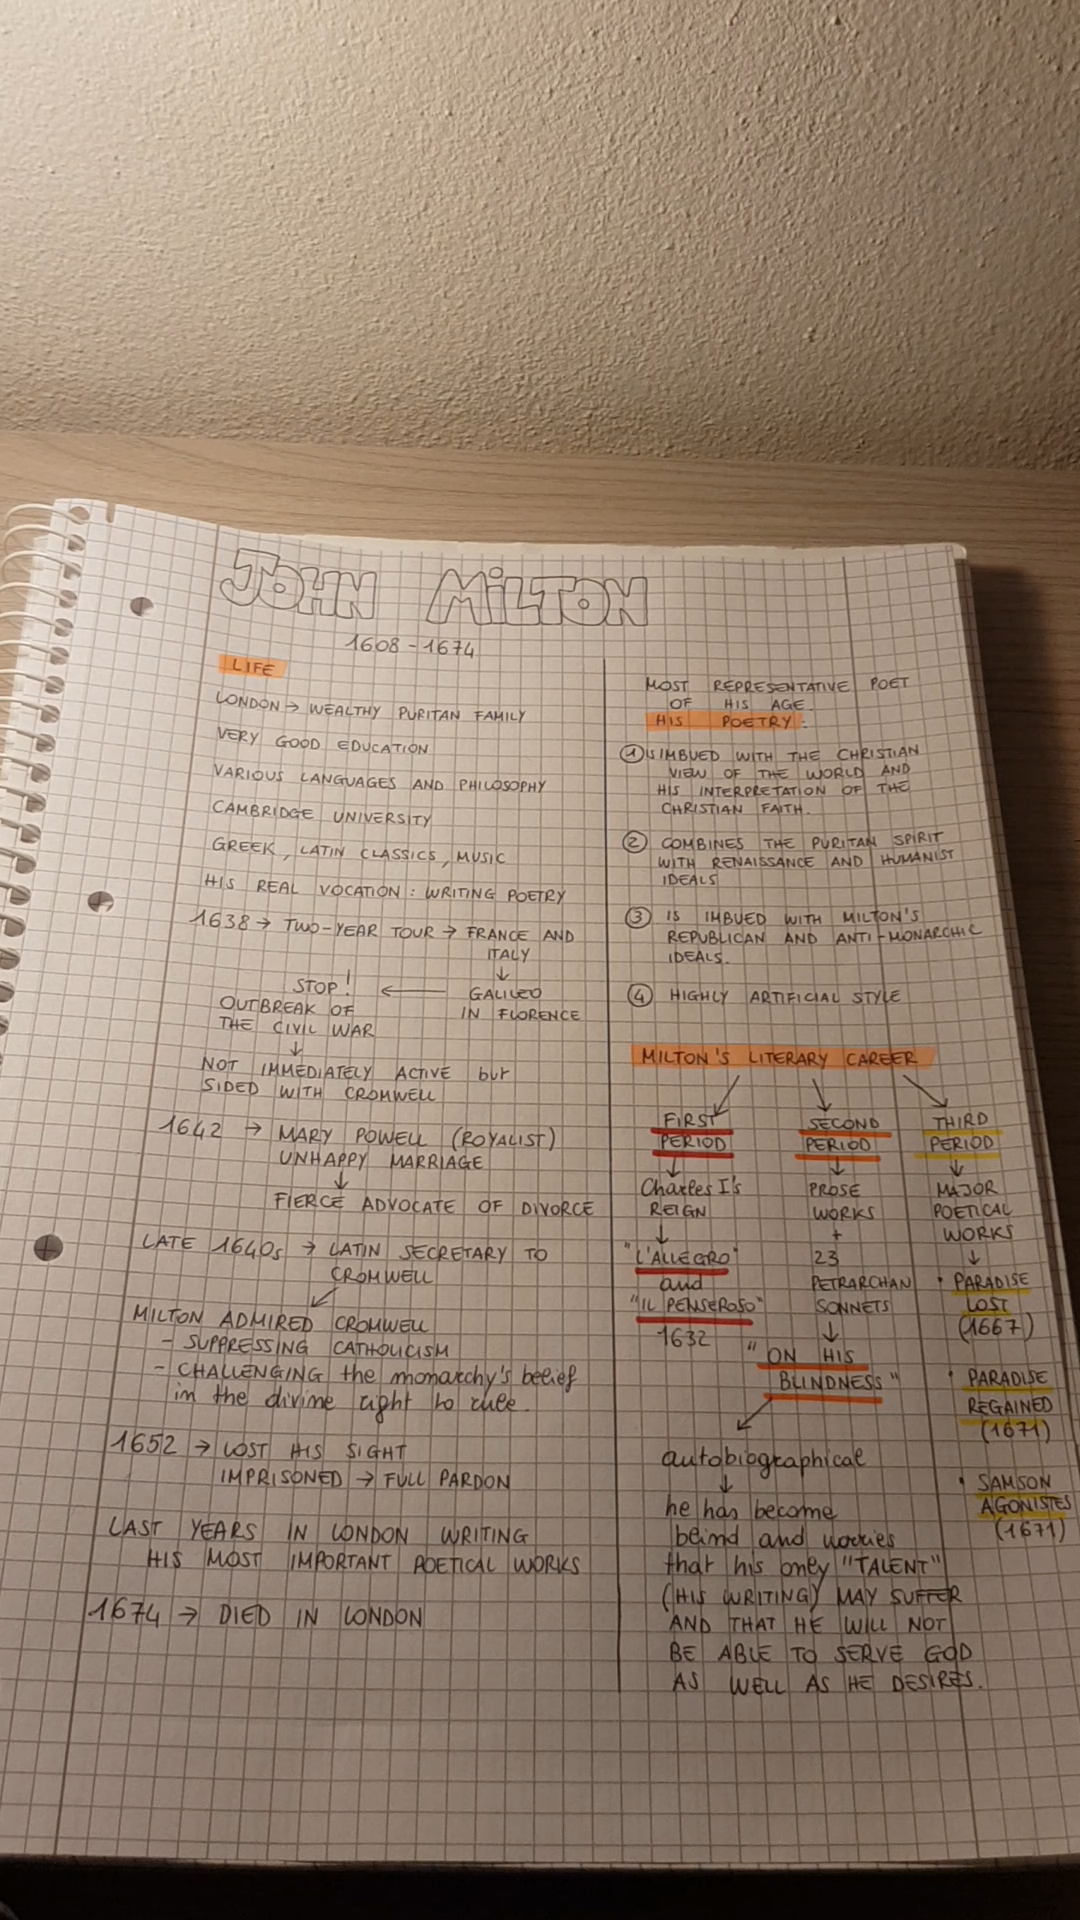 JOHN MiLTON
1608 - 1674
LIFE
LONDON → WEALTHY PURITAN FAMILY
VERY GOOD EDUCATION
VARIOUS LANGUAGES AND PHILOSOPHY
CAMBRIDGE UNIVERSITY
GREEK, LATIN CLASSICS, MUSIC
HIS REAL VOCATION: WRITING POETRY
1638 → TWO-YEAR TOUR → FRANCE AND
ITALY
↓
STOP! ← GALILEO
OUTBREAK OF IN FLORENCE
THE CIVIL WAR
↓
NOT IMMEDIATELY ACTIVE but
SIDED WITH CROMWELL
1642 → MARY POWELL (ROYALIST)
UNHAPPY MARRIAGE
↓
FIERCE ADVOCATE OF DIVORCE
LATE 1640s → LATIN SECRETARY TO
CROMWELL
MILTON ADMIRED CROMWELL
- SUPPRESSING CATHOLICISM
- CHALLENGING the monarchy's belief
in the divine right to rule.
1652 → LOST HIS SIGHT
IMPRISONED → FULL PARDON
LAST YEARS IN LONDON WRITING
HIS MOST IMPORTANT POETICAL WORKS
1674 → DIED IN LONDON
MOST REPRESENTATIVE POET
OF HIS AGE.
HIS POETRY:
① IS IMBUED WITH THE CHRISTIAN
VIEW OF THE WORLD AND
HIS INTERPRETATION OF THE
CHRISTIAN FAITH.
② COMBINES THE PURITAN SPIRIT
WITH RENAISSANCE AND HUMANIST
IDEALS
③ IS IMBUED WITH MILTON'S
REPUBLICAN AND ANTI-MONARCHIC
IDEALS.
④ HIGHLY ARTIFICIAL STYLE
MILTON'S LITERARY CAREER
FIRST
PERIOD
↓
Charles I's
REIGN
↓
"L'ALLEGRO"
and
"IL PENSEROSO"
1632
SECOND
PERIOD
↓
PROSE
WORKS
+
23
PETRARCHAN
SONNETS
↓
"ON HIS
BLINDNESS"
autobiographical
↓
he has become
beind and worries
that his only "TALENT"
(HIS WRITING) MAY SUFFER
AND THAT HE WILL NOT
BE ABLE TO SERVE GOD
AS WELL AS HE DESIRES.
THIRD
PERIOD
↓
MAJOR
POETICAL
WORKS
↓
• PARADISE
LOST
(1667)
• PARADISE
REGAINED
(1671)
• SAMSON
AGONISTES
(1671)